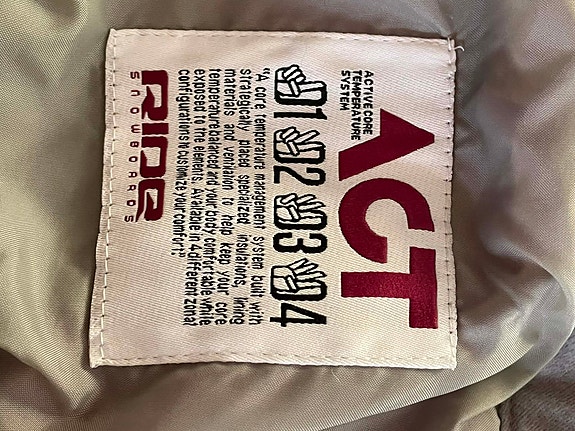 ACTIVE CORE
TEMPERATURE
SYSTEM
ACT
01 02 03 04
"A core temperature management system built with
strategically placed specialized insulations, lining
materials and ventilation to help keep your core
temperature balanced and your body comfortable while
exposed to the elements. Available in 4 different zonal
configurations to customize your comfort."
RIDE
SNOWBOARDS